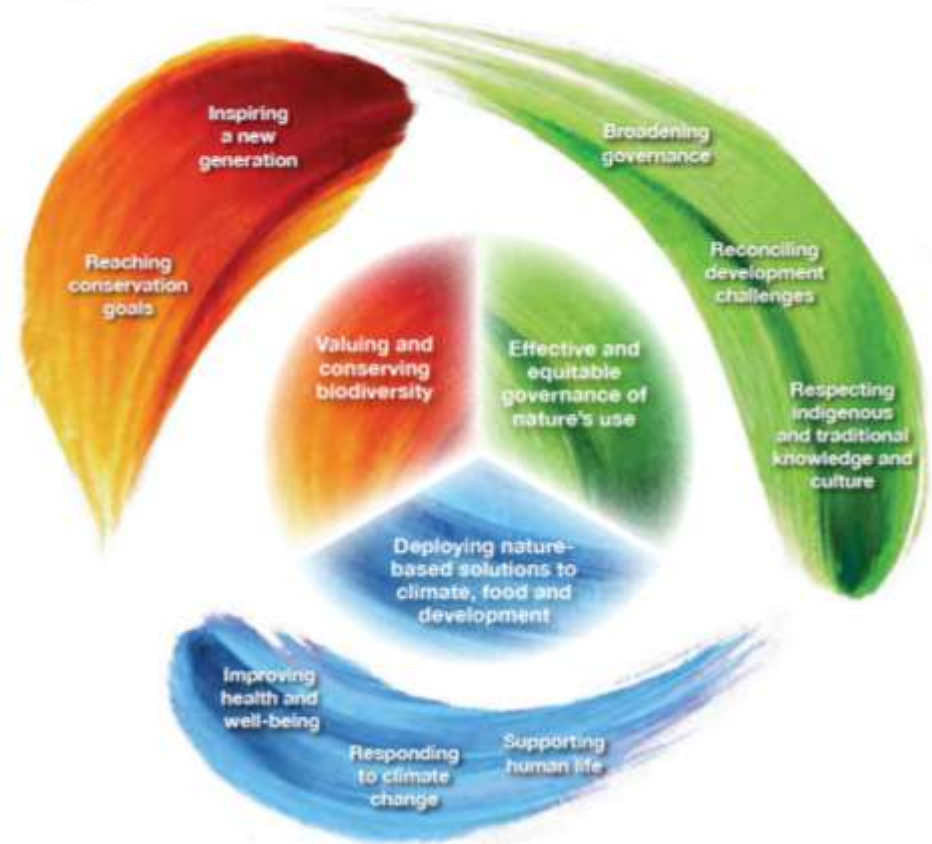 Inspiring
a new
generation
Reaching
conservation
goals
Broadening
governance
Reconciling
development
challenges
Respecting
indigenous
and traditional
knowledge and
culture
Valuing and
conserving
biodiversity
Effective and
equitable
governance of
nature's use
Deploying nature-
based solutions to
climate, food and
development
Improving
health and
well-being
Responding
to climate
change
Supporting
human life